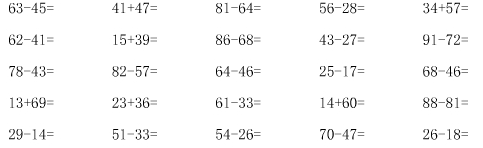 63-45= 41+47= 81-64= 56-28= 34+57=
62-41= 15+39= 86-68= 43-27= 91-72=
78-43= 82-57= 64-46= 25-17= 68-46=
13+69= 23+36= 61-33= 14+60= 88-81=
29-14= 51-33= 54-26= 70-47= 26-18=